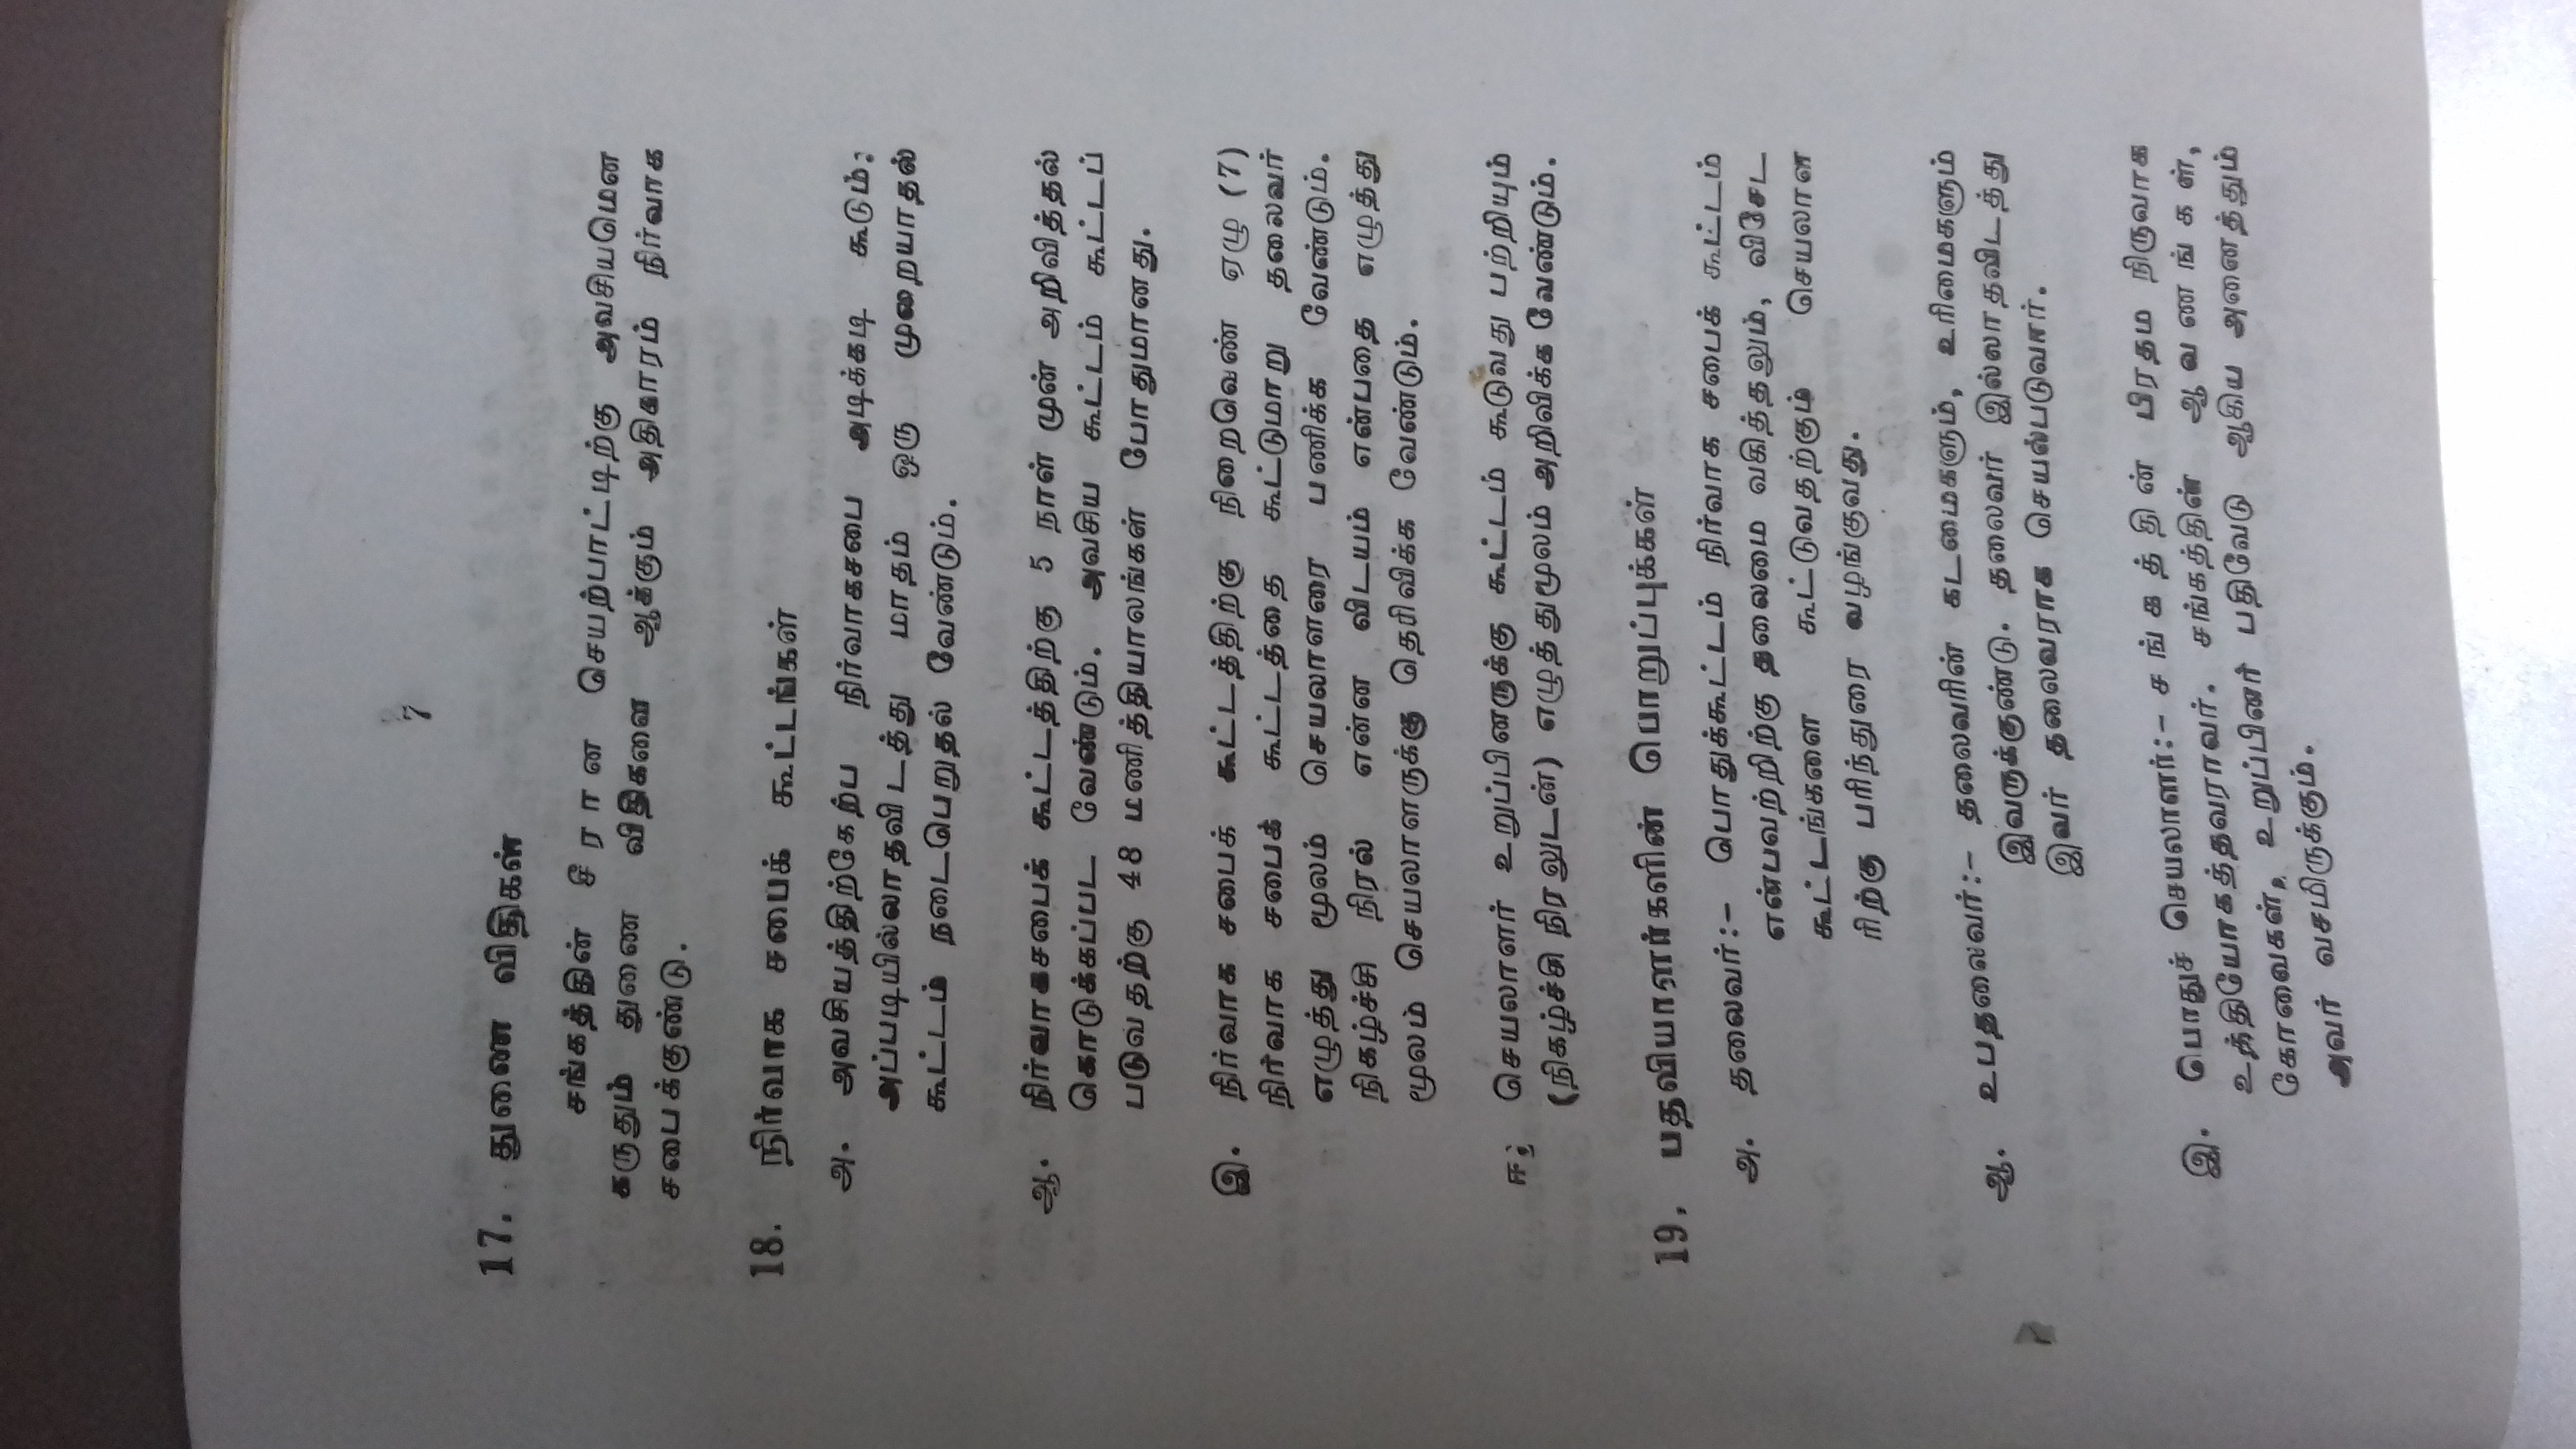 7
17. துணை விதிகள்
சங்கத்தின் சீரான செயற்பாட்டிற்கு அவசியமென
கருதும் துணை விதிகளை ஆக்கும் அதிகாரம் நிர்வாக
சபைக்குண்டு.
18. நிர்வாக சபைக் கூட்டங்கள்
அ. அவசியத்திற்கேற்ப நிர்வாகசபை அடிக்கடி கூடும்:
அப்படியில்லாதவிடத்து மாதம் ஒரு முறையாதல்
கூட்டம் நடைபெறுதல் வேண்டும்.
ஆ. நிர்வாகசபைக் கூட்டத்திற்கு 5 நாள் முன் அறிவித்தல்
கொடுக்கப்பட வேண்டும். அவசிய கூட்டம் கூட்டப்
படுவதற்கு 48 மணித்தியாலங்கள் போதுமானது.
இ. நிர்வாக சபைக் கூட்டத்திற்கு நிறைவெண் ஏழு (7)
நிர்வாக சபைக் கூட்டத்தை கூட்டுமாறு தலைவர்
எழுத்து மூலம் செயலாளரை பணிக்க வேண்டும்.
நிகழ்ச்சி நிரல் என்ன விடயம் என்பதை எழுத்து
மூலம் செயலாளருக்கு தெரிவிக்க வேண்டும்.
ஈ; செயலாளர் உறுப்பினருக்கு கூட்டம் கூடுவது பற்றியும்
(நிகழ்ச்சி நிரலுடன்) எழுத்துமூலம் அறிவிக்க வேண்டும்.
19. பதவியாளர்களின் பொறுப்புக்கள்
அ. தலைவர்:- பொதுக்கூட்டம் நிர்வாக சபைக் கூட்டம்
என்பவற்றிற்கு தலைமை வகித்தலும், விசேட
கூட்டங்களை கூட்டுவதற்கும் செயலாள
ரிற்கு பரிந்துரை வழங்குவது.
ஆ. உபதலைவர்:- தலைவரின் கடமைகளும், உரிமைகளும்
இவருக்குண்டு. தலைவர் இல்லாதவிடத்து
இவர் தலைவராக செயல்படுவார்.
இ. பொதுச் செயலாளர்:- சங்கத்தின் பிரதம நிருவாக
உத்தியோகத்தவராவர். சங்கத்தின் ஆவணங்கள்,
கோவைகள், உறுப்பினர் பதிவேடு ஆகிய அனைத்தும்
அவர் வசமிருக்கும்.